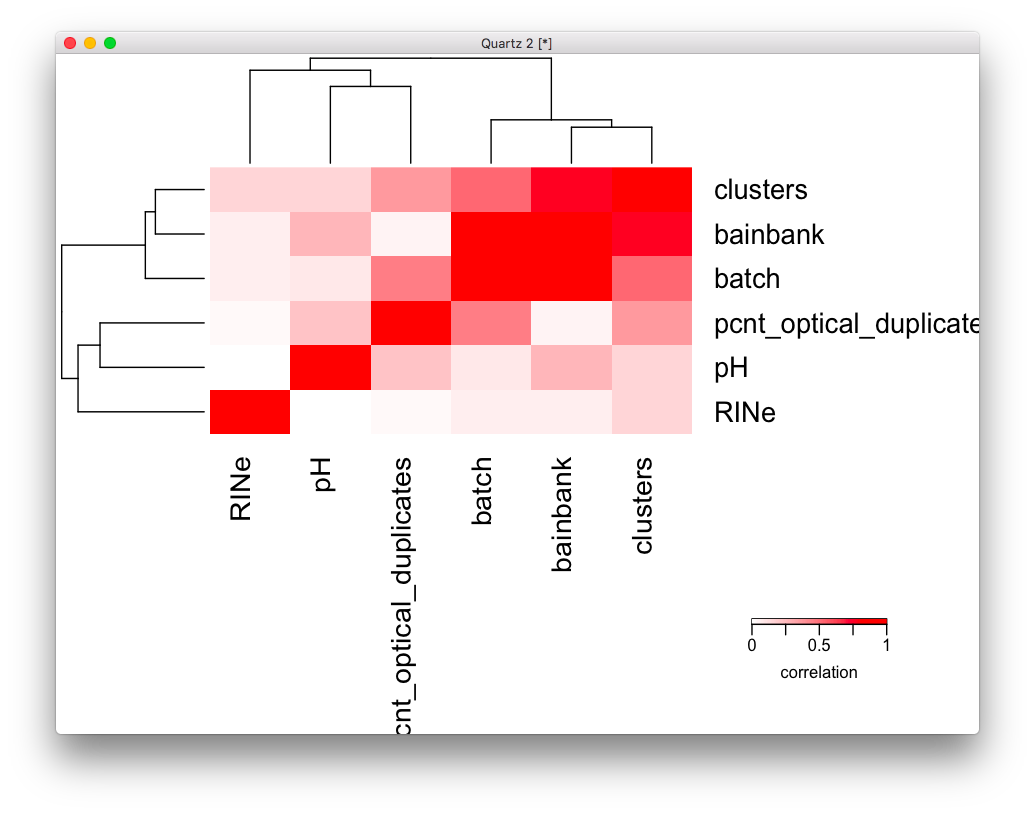 Quartz 2 [*]
clusters
bainbank
batch
pcnt_optical_duplicate
pH
RINe
RINe
pH
cnt_optical_duplicates
batch
bainbank
clusters
0 0.5 1
correlation